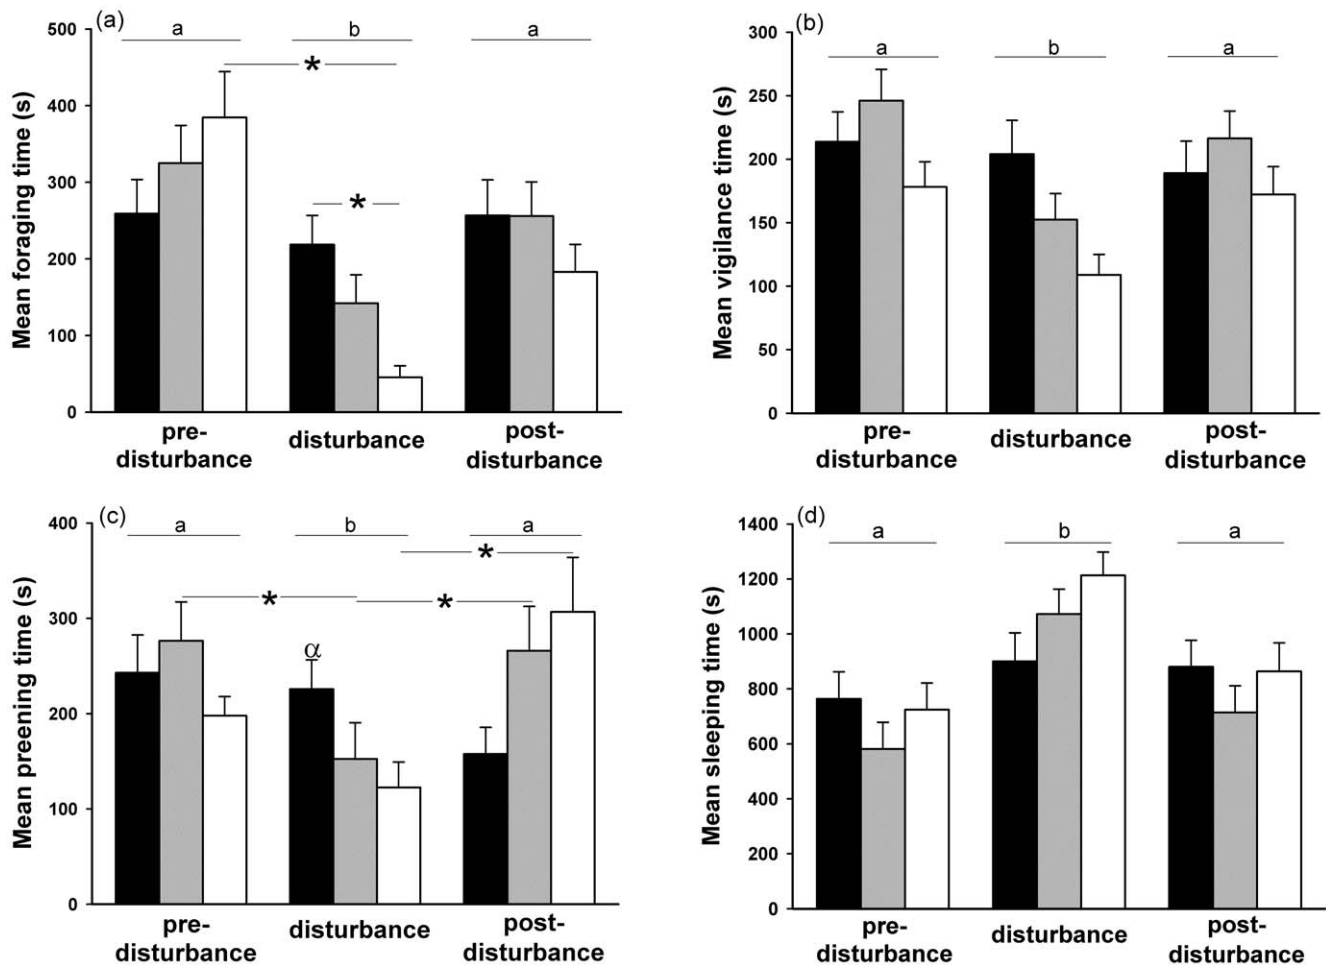 (a)
Mean foraging time (s)
500
400
300
200
100
0
a
b
a
*
*
pre-
disturbance
disturbance
post-
disturbance
(b)
Mean vigilance time (s)
300
250
200
150
100
50
0
a
b
a
pre-
disturbance
disturbance
post-
disturbance
(c)
Mean preening time (s)
400
300
200
100
0
a
b
a
*
*
*
α
pre-
disturbance
disturbance
post-
disturbance
(d)
Mean sleeping time (s)
1400
1200
1000
800
600
400
200
0
a
b
a
pre-
disturbance
disturbance
post-
disturbance